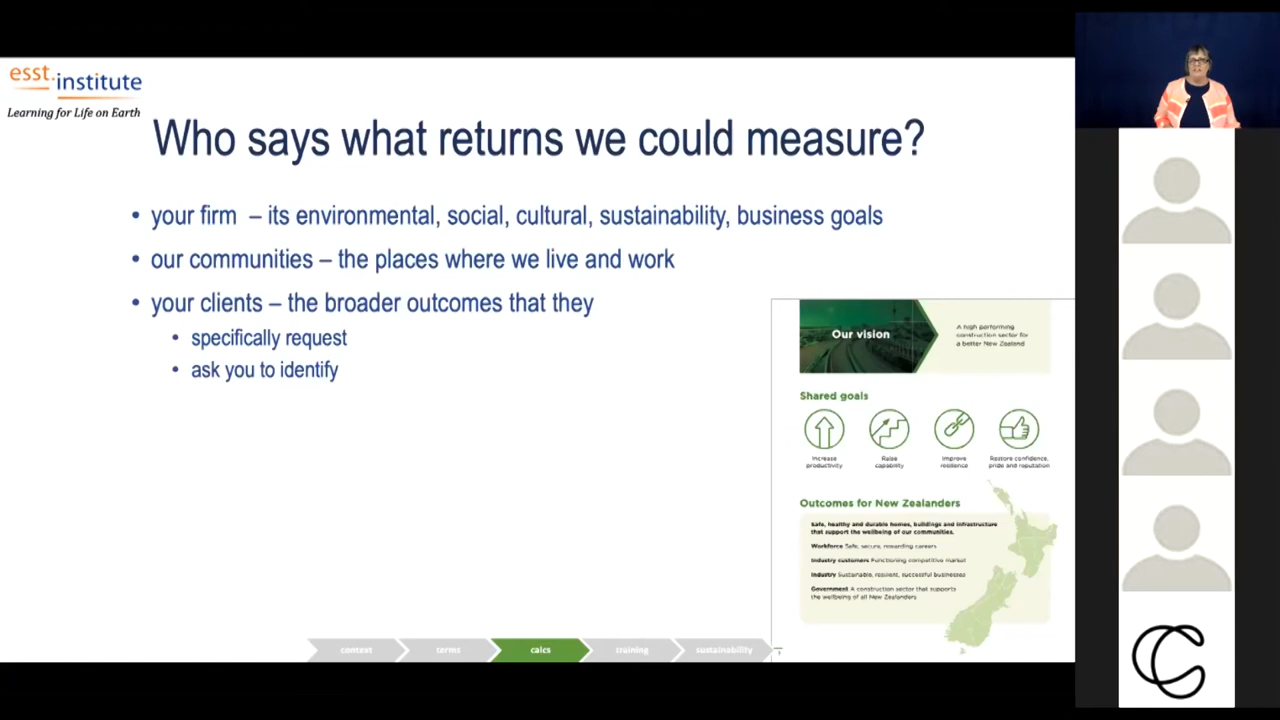 esst.institute
Learning for Life on Earth
Who says what returns we could measure?
• your firm – its environmental, social, cultural, sustainability, business goals
• our communities – the places where we live and work
• your clients – the broader outcomes that they
• specifically request
• ask you to identify
Our vision
A high performing
construction sector for
a better New Zealand
Shared goals
Increase
productivity
Raise
capability
Improve
resilience
Restore confidence,
pride and reputation
Outcomes for New Zealanders
Safe, healthy and durable homes, buildings and infrastructure
that support the wellbeing of our communities.
Workforce Safe, secure, rewarding careers
Industry customers Functioning competitive market
Industry Sustainable, resilient, successful businesses
Government A construction sector that supports
the wellbeing of all New Zealanders
context
terms
calcs
training
sustainability